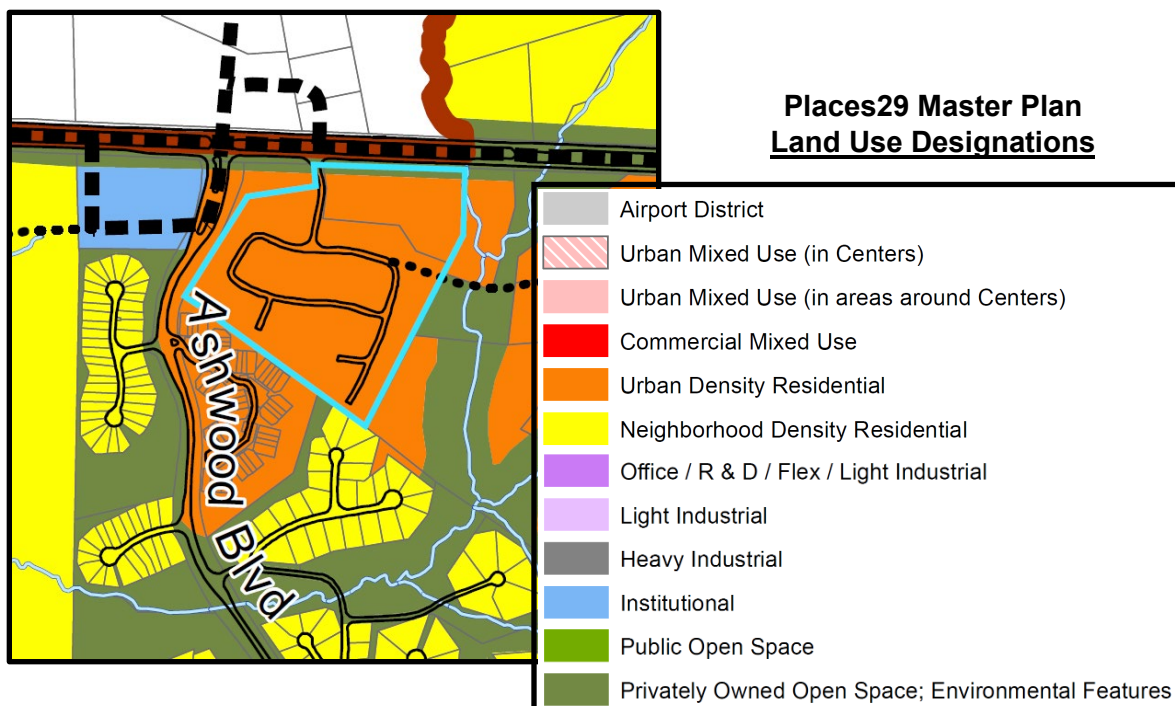 Places29 Master Plan
Land Use Designations
Airport District
Urban Mixed Use (in Centers)
Urban Mixed Use (in areas around Centers)
Commercial Mixed Use
Urban Density Residential
Neighborhood Density Residential
Office / R & D / Flex / Light Industrial
Light Industrial
Heavy Industrial
Institutional
Public Open Space
Privately Owned Open Space; Environmental Features
Ashwood Blvd